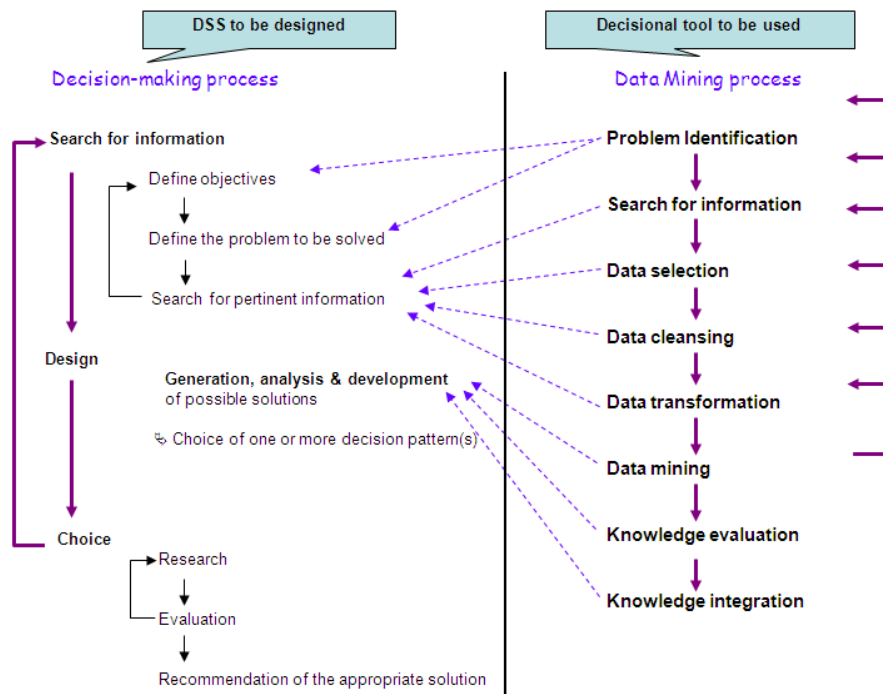 DSS to be designed
Decision-making process
Search for information
Define objectives
Define the problem to be solved
Search for pertinent information
Design
Generation, analysis & development
of possible solutions
Choice of one or more decision pattern(s)
Choice
Research
Evaluation
Recommendation of the appropriate solution
Decisional tool to be used
Data Mining process
Problem Identification
Search for information
Data selection
Data cleansing
Data transformation
Data mining
Knowledge evaluation
Knowledge integration